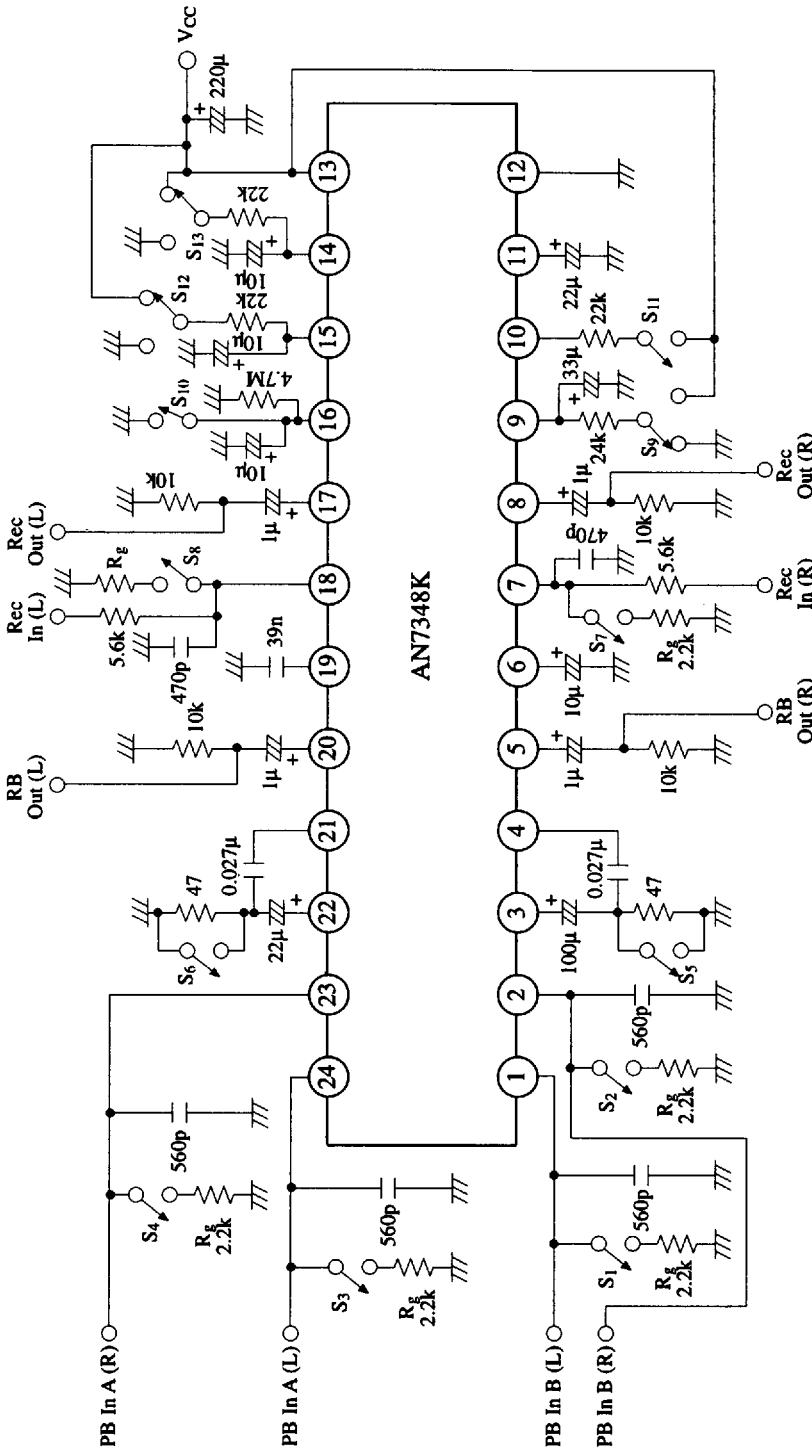 PB In A (R)
S4
Rg
2.2k
560p
PB In A (L)
S3
Rg
2.2k
560p
PB In B (L)
PB In B (R)
S1
Rg
2.2k
560p
S2
Rg
2.2k
560p
AN7348K
24
23
22
21
20
19
18
17
16
15
14
13
1
2
3
4
5
6
7
8
9
10
11
12
S6
47
22µ
+
0.027µ
RB
Out (L)
10k
1µ
+
39n
Rec
In (L)
5.6k
470p
Rg
S8
Rec
Out (L)
10k
1µ
+
S10
10µ
+
4.7M
S12
22k
10µ
+
S13
22k
10µ
+
VCC
+
220µ
100µ
+
0.027µ
47
S5
1µ
+
10k
RB
Out (R)
10µ
+
S7
Rg
2.2k
470p
5.6k
Rec
In (R)
1µ
+
10k
Rec
Out (R)
33µ
+
24k
S9
22k
S11
22µ
+